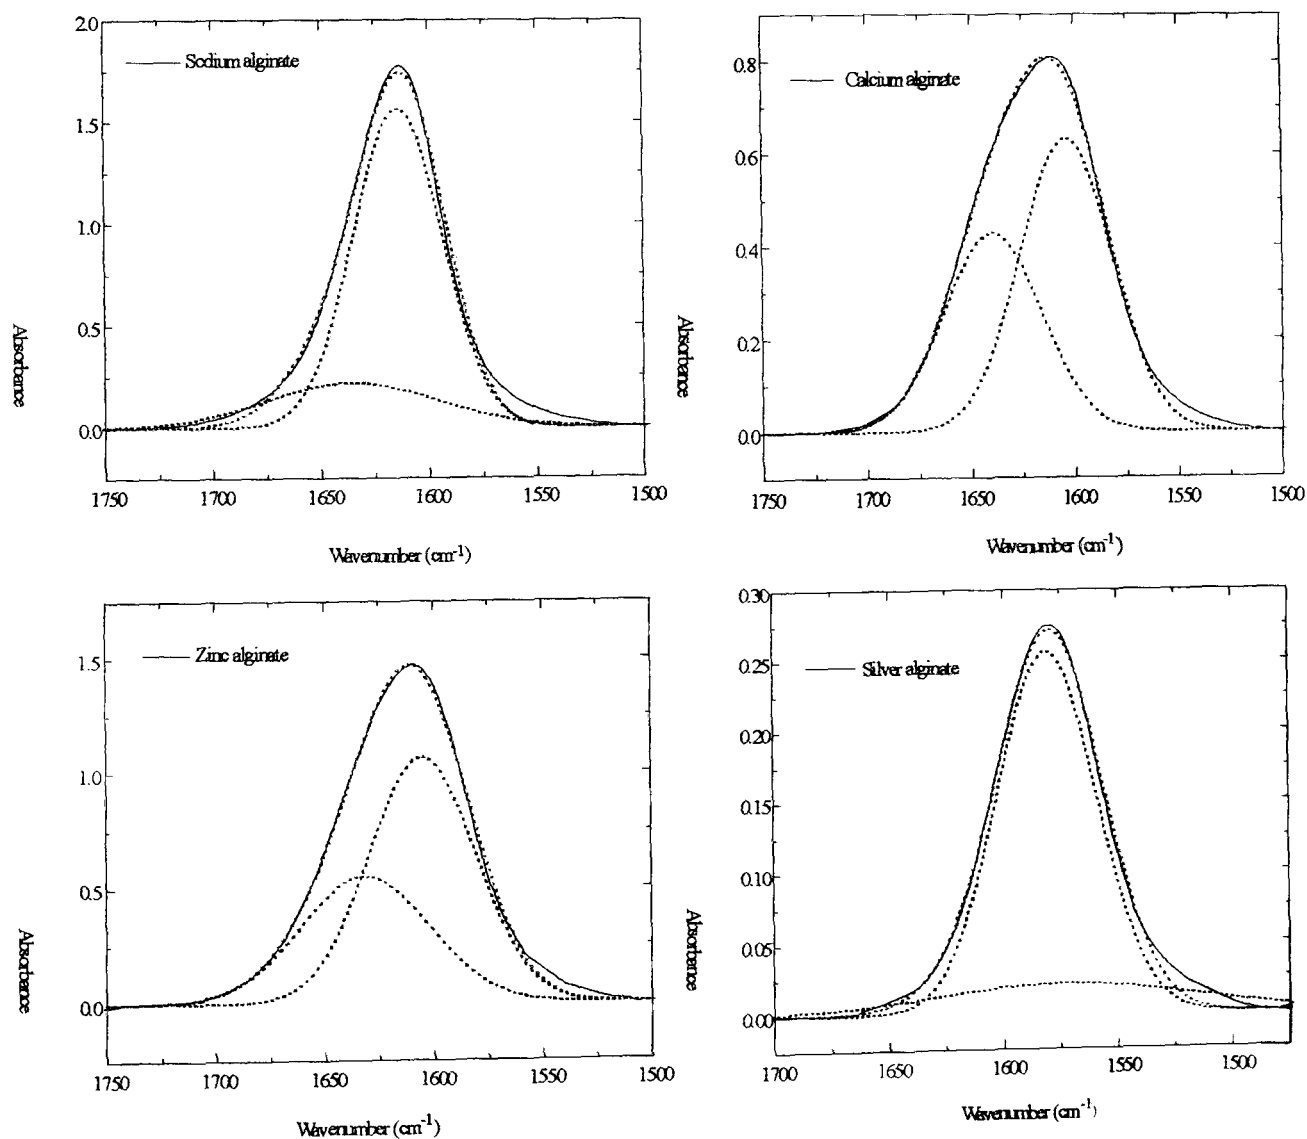 2.0
Sodium alginate
1.5
1.0
0.5
0.0
Absorbance
1750 1700 1650 1600 1550 1500
Wavenumber (cm-1)
0.8
Calcium alginate
0.6
0.4
0.2
0.0
Absorbance
1750 1700 1650 1600 1550 1500
Wavenumber (cm-1)
Zinc alginate
1.5
1.0
0.5
0.0
Absorbance
1750 1700 1650 1600 1550 1500
Wavenumber (cm-1)
0.30
Silver alginate
0.25
0.20
0.15
0.10
0.05
0.00
Absorbance
1700 1650 1600 1550 1500
Wavenumber (cm-1)